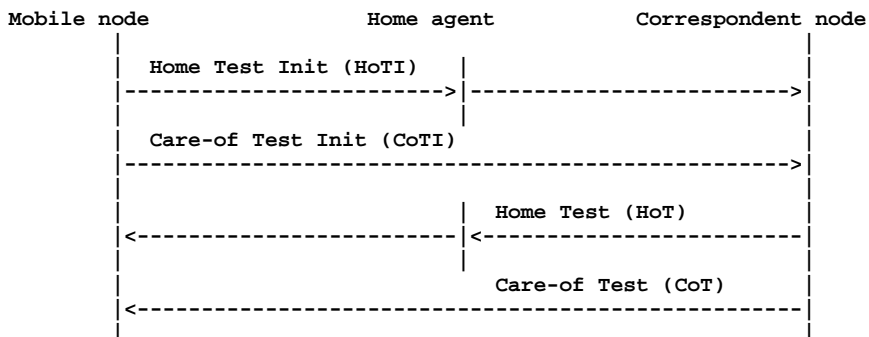 Mobile node Home agent Correspondent node
Home Test Init (HoTI)
Care-of Test Init (CoTI)
Home Test (HoT)
Care-of Test (CoT)